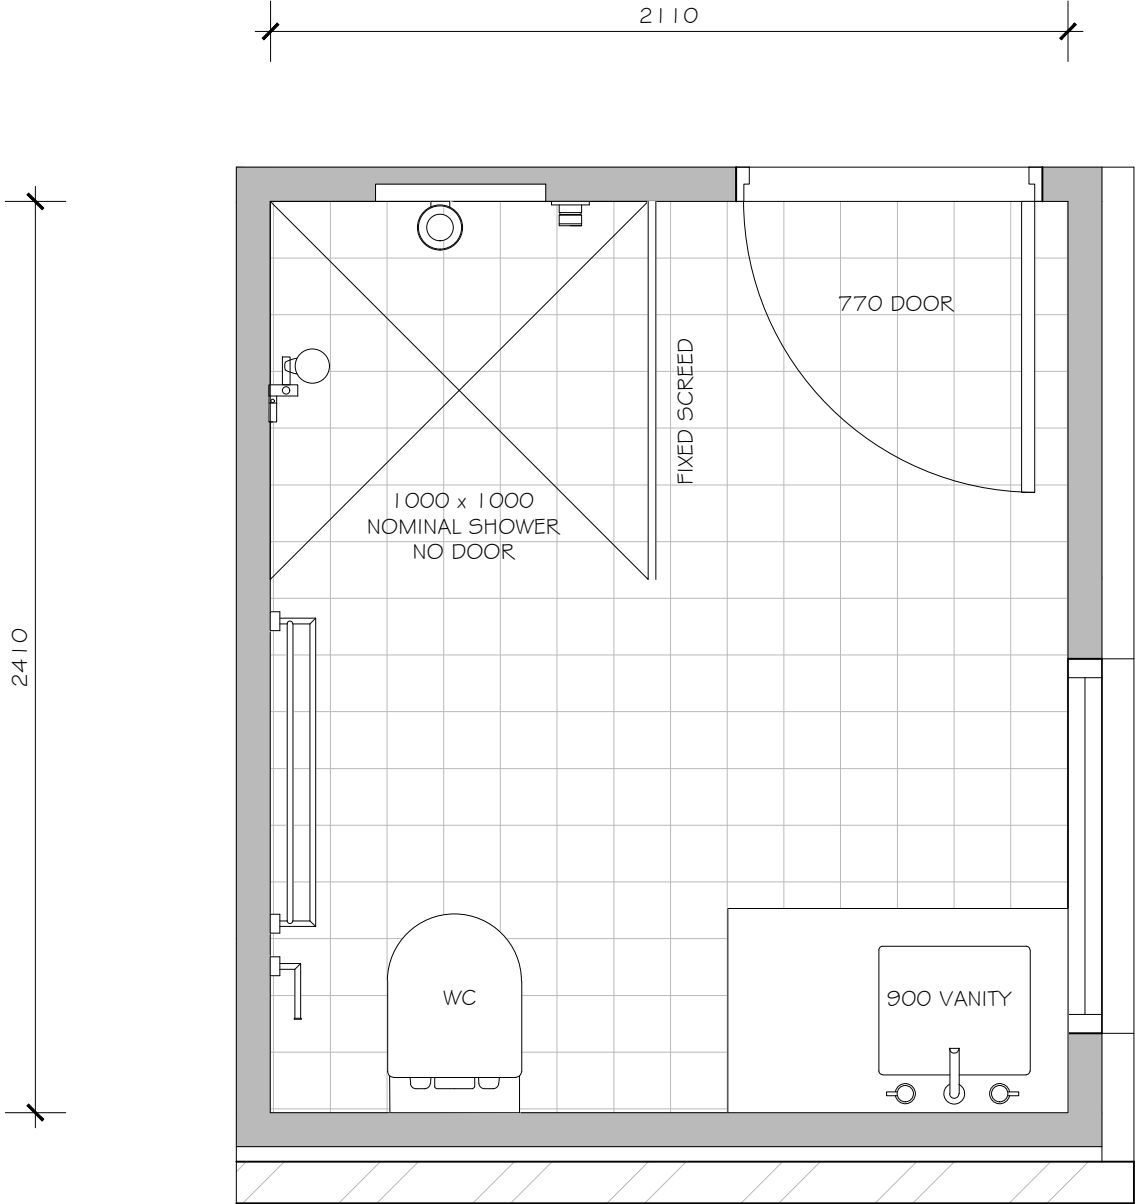 2110
770 DOOR
FIXED SCREED
1000 x 1000
NOMINAL SHOWER
NO DOOR
2410
WC
900 VANITY